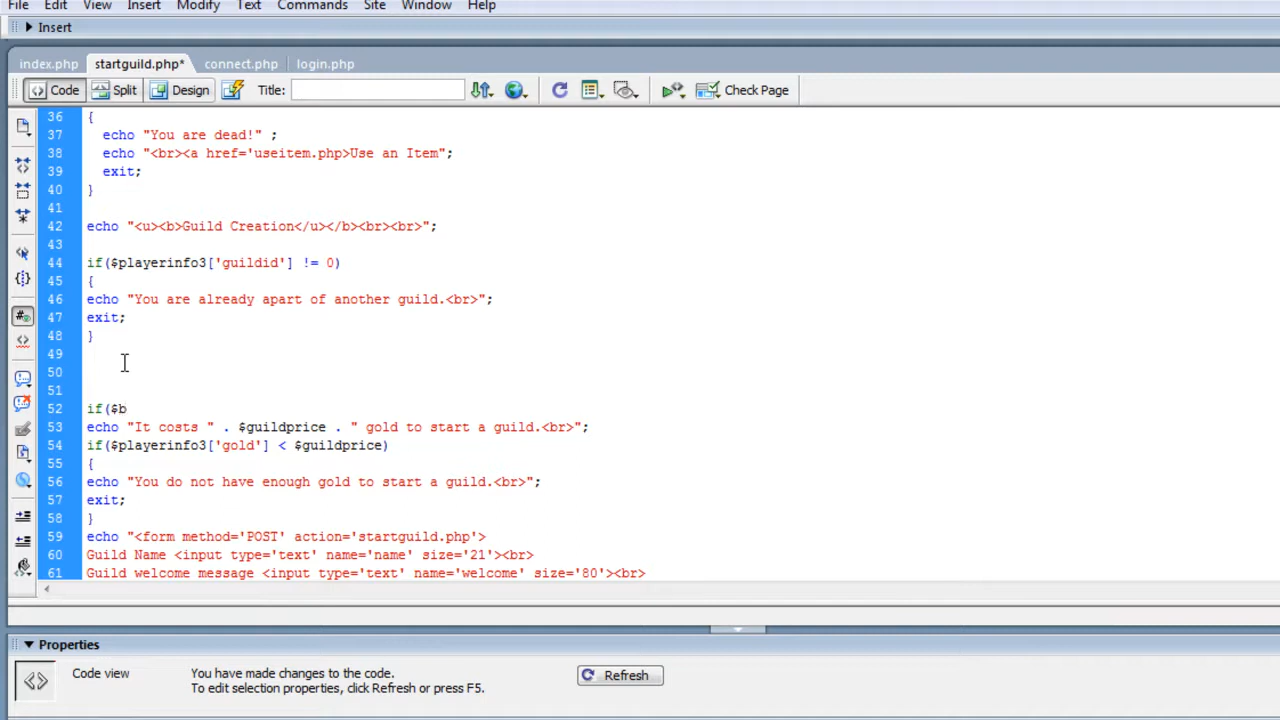 File Edit View Insert Modify Text Commands Site Window Help
Insert
index.php startguild.php* connect.php login.php
Code Split Design Title: Check Page
36 {
37 echo "You are dead!" ;
38 echo "<br><a href='useitem.php>Use an Item";
39 exit;
40 }
41
42 echo "<u><b>Guild Creation</u></b><br><br>";
43
44 if($playerinfo3['guildid'] != 0)
45 {
46 echo "You are already apart of another guild.<br>";
47 exit;
48 }
49
50
51
52 if($b
53 echo "It costs " . $guildprice . " gold to start a guild.<br>";
54 if($playerinfo3['gold'] < $guildprice)
55 {
56 echo "You do not have enough gold to start a guild.<br>";
57 exit;
58 }
59 echo "<form method='POST' action='startguild.php'>
60 Guild Name <input type='text' name='name' size='21'><br>
61 Guild welcome message <input type='text' name='welcome' size='80'><br>
Properties
Code view You have made changes to the code. Refresh
To edit selection properties, click Refresh or press F5.